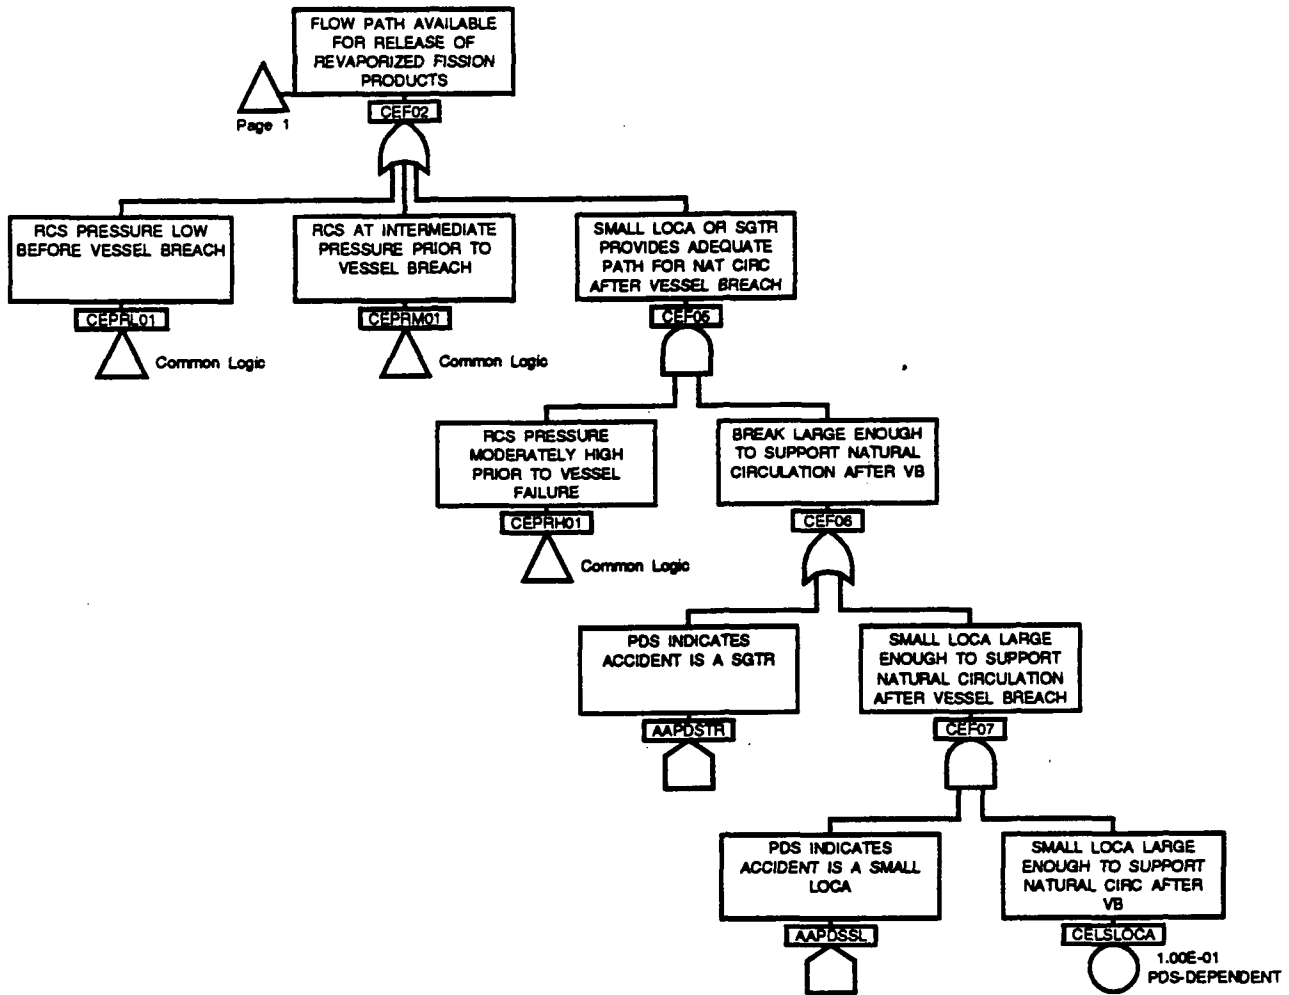 FLOW PATH AVAILABLE
FOR RELEASE OF
REVAPORIZED FISSION
PRODUCTS
Page 1
CEF02
RCS PRESSURE LOW
BEFORE VESSEL BREACH
CEPRL01
Common Logic
RCS AT INTERMEDIATE
PRESSURE PRIOR TO
VESSEL BREACH
CEPRM01
Common Logic
SMALL LOCA OR SGTR
PROVIDES ADEQUATE
PATH FOR NAT CIRC
AFTER VESSEL BREACH
CEF05
RCS PRESSURE
MODERATELY HIGH
PRIOR TO VESSEL
FAILURE
CEPRH01
Common Logic
BREAK LARGE ENOUGH
TO SUPPORT NATURAL
CIRCULATION AFTER VB
CEF06
PDS INDICATES
ACCIDENT IS A SGTR
AAPDSTR
SMALL LOCA LARGE
ENOUGH TO SUPPORT
NATURAL CIRCULATION
AFTER VESSEL BREACH
CEF07
PDS INDICATES
ACCIDENT IS A SMALL
LOCA
AAPDSSL
SMALL LOCA LARGE
ENOUGH TO SUPPORT
NATURAL CIRC AFTER
VB
CELSLOCA
1.00E-01
PDS-DEPENDENT